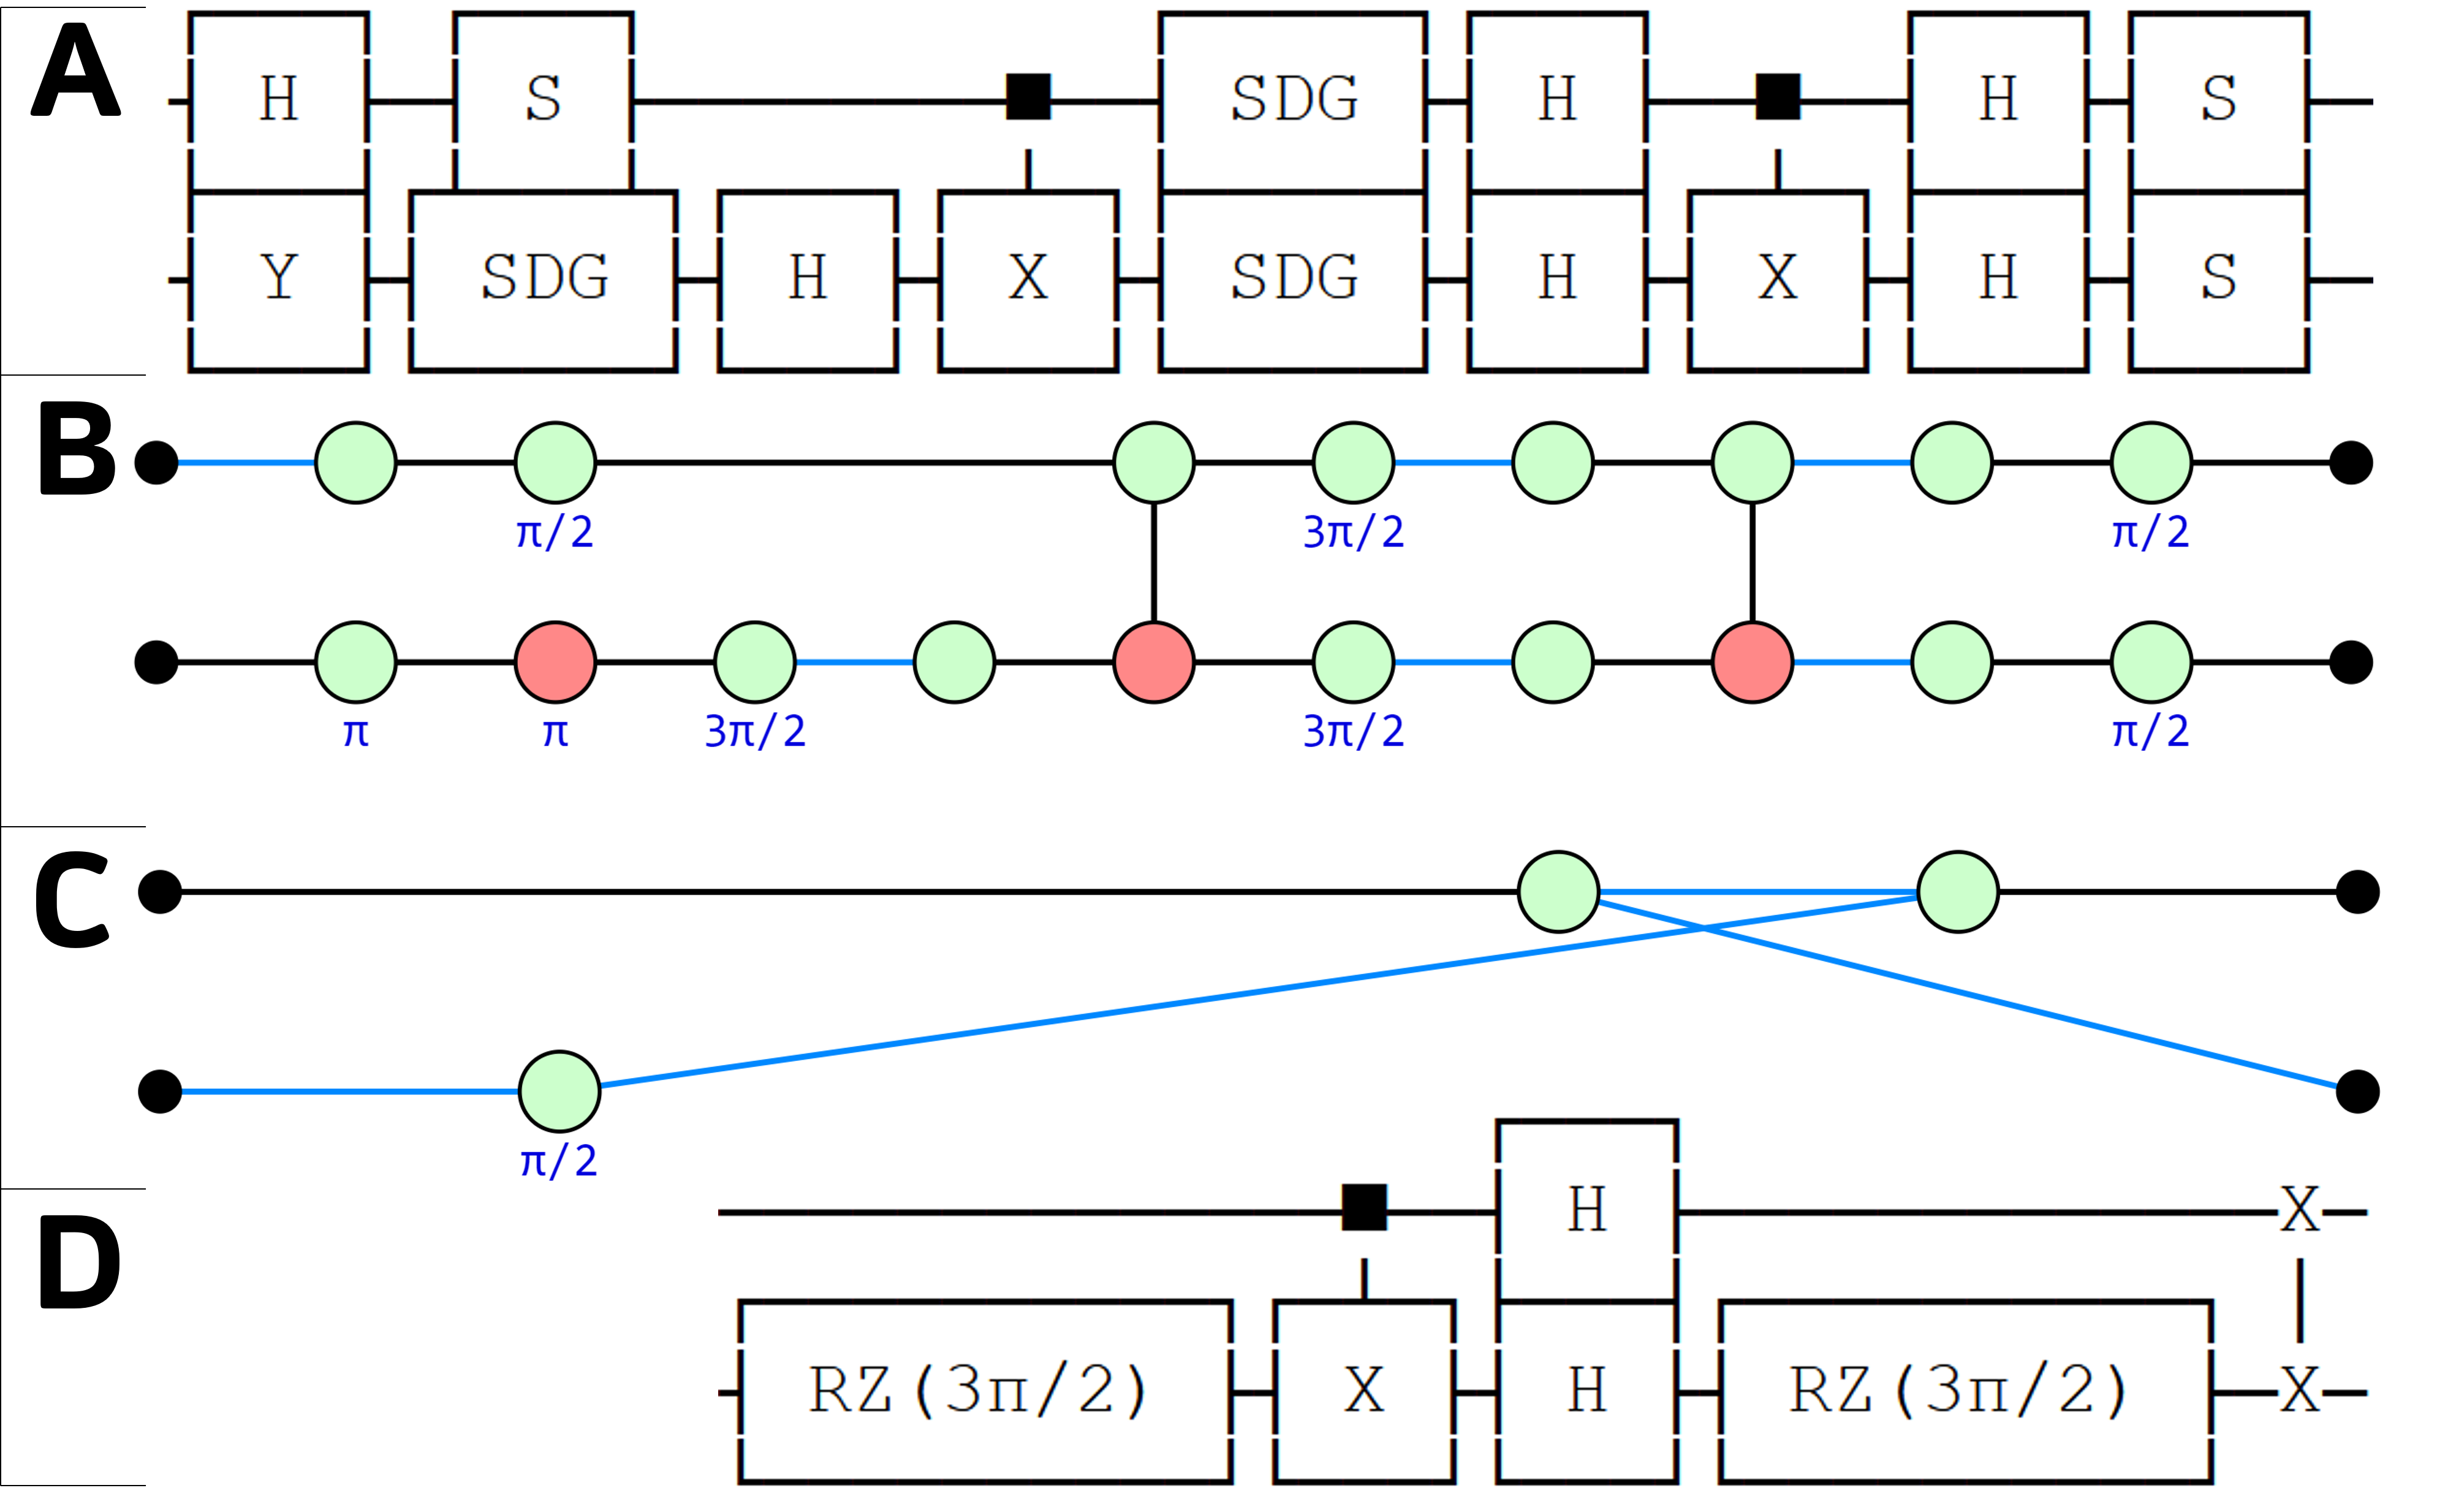 A
H S SDG H H S
Y SDG H X SDG H X H S
B
π/2 3π/2 π/2
π π 3π/2 3π/2 π/2
C
π/2
D
H X
RZ(3π/2) X H RZ(3π/2) X